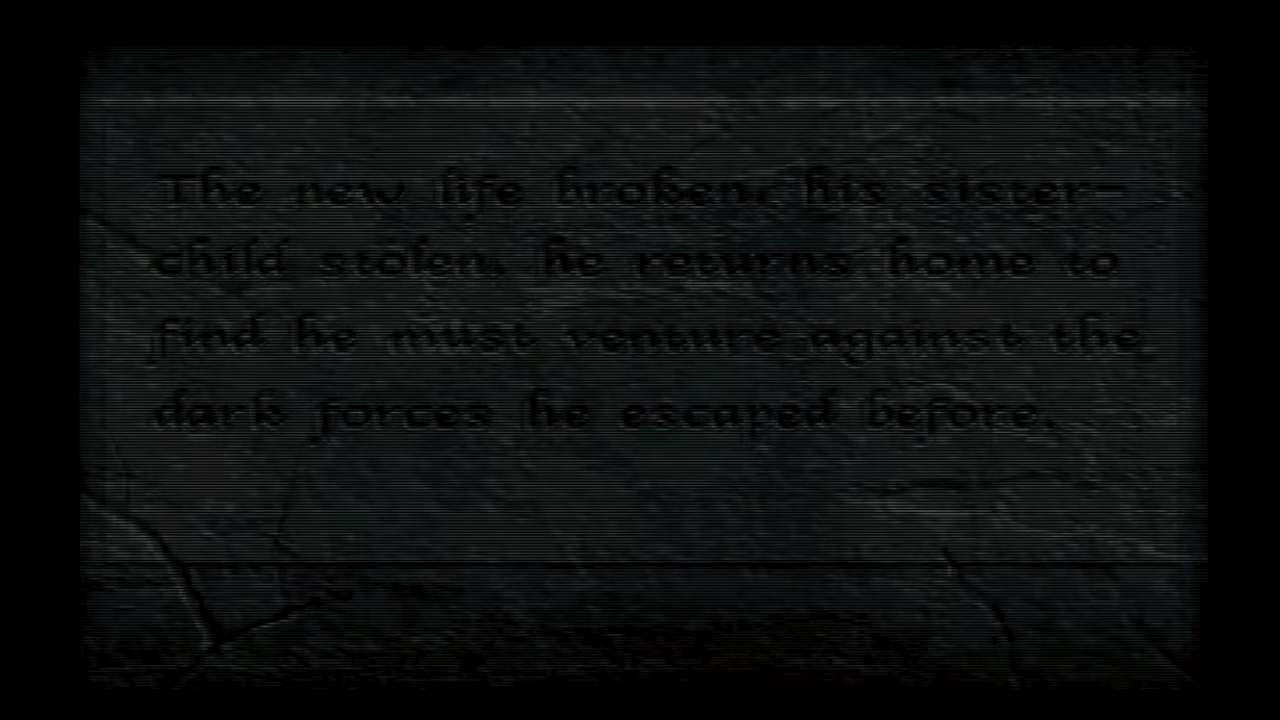 The new life broken, his sister-
child stolen, he returns home to
find he must venture against the
dark forces he escaped before.